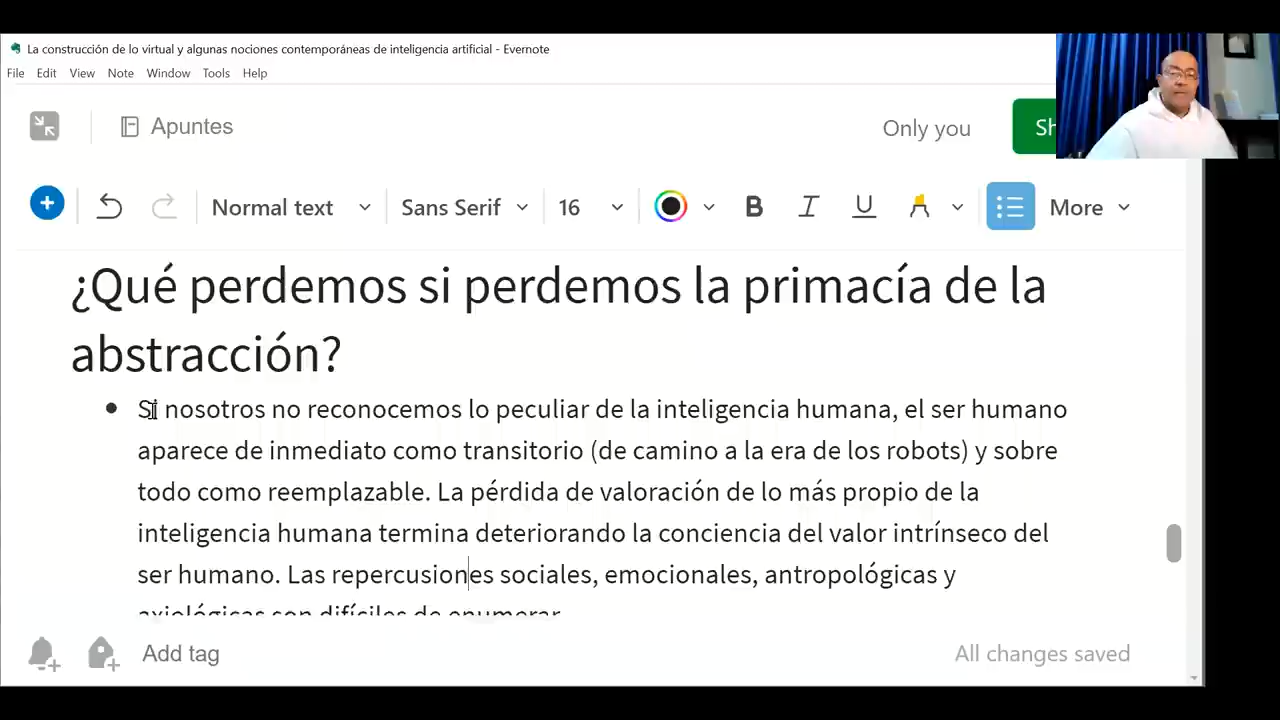 La construcción de lo virtual y algunas nociones contemporáneas de inteligencia artificial - Evernote
File Edit View Note Window Tools Help
Apuntes
Only you
Sh
Normal text
Sans Serif
16
B I U
More
¿Qué perdemos si perdemos la primacía de la
abstracción?
Si nosotros no reconocemos lo peculiar de la inteligencia humana, el ser humano
aparece de inmediato como transitorio (de camino a la era de los robots) y sobre
todo como reemplazable. La pérdida de valoración de lo más propio de la
inteligencia humana termina deteriorando la conciencia del valor intrínseco del
ser humano. Las repercusiones sociales, emocionales, antropológicas y
axiológicas son difíciles de enumerar
Add tag
All changes saved